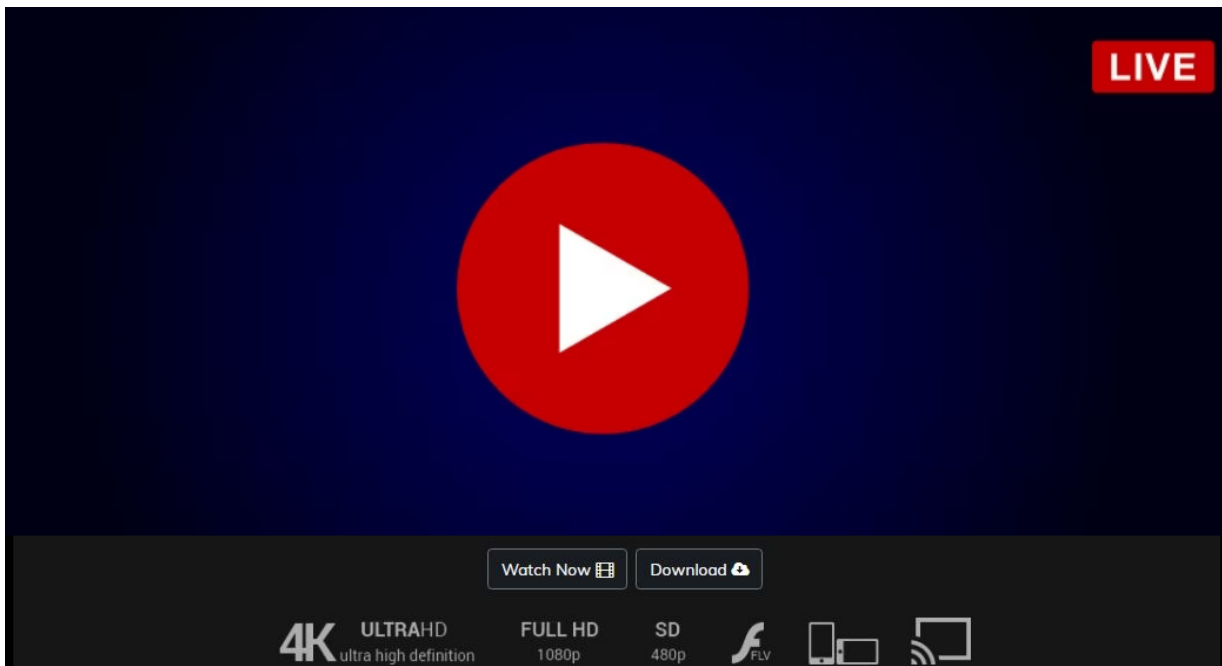 LIVE
Watch Now
Download
4K ULTRAHD
ultra high definition
FULL HD
1080p
SD
480p
FLV